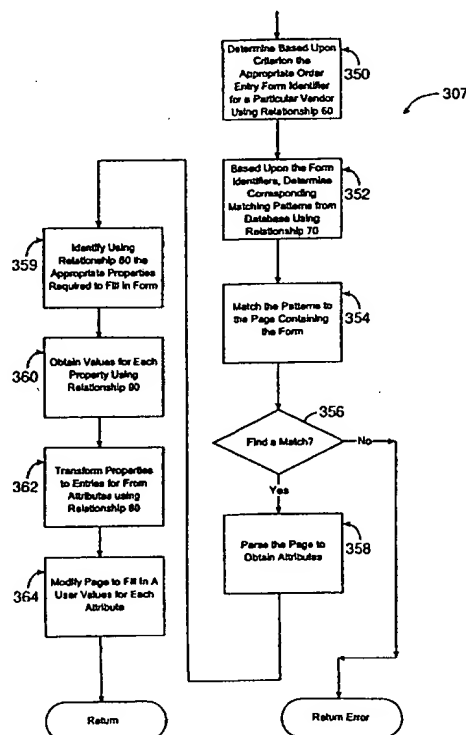 Determine Based Upon
Criterion the
Appropriate Order
Entry Form Identifier
for a Particular Vendor
Using Relationship 60
350
307
Based Upon the Form
Identifiers, Determine
Corresponding
Matching Patterns from
Database Using
Relationship 70
352
Match the Patterns to
the Page Containing
the Form
354
Find a Match?
356
No
Yes
Parse the Page to
Obtain Attributes
358
Return Error
359
Identify Using
Relationship 80 the
Appropriate Properties
Required to Fill in Form
360
Obtain Values for Each
Property Using
Relationship 90
362
Transform Properties
to Entries for From
Attributes using
Relationship 80
364
Modify Page to Fill In A
User Values for Each
Attribute
Return